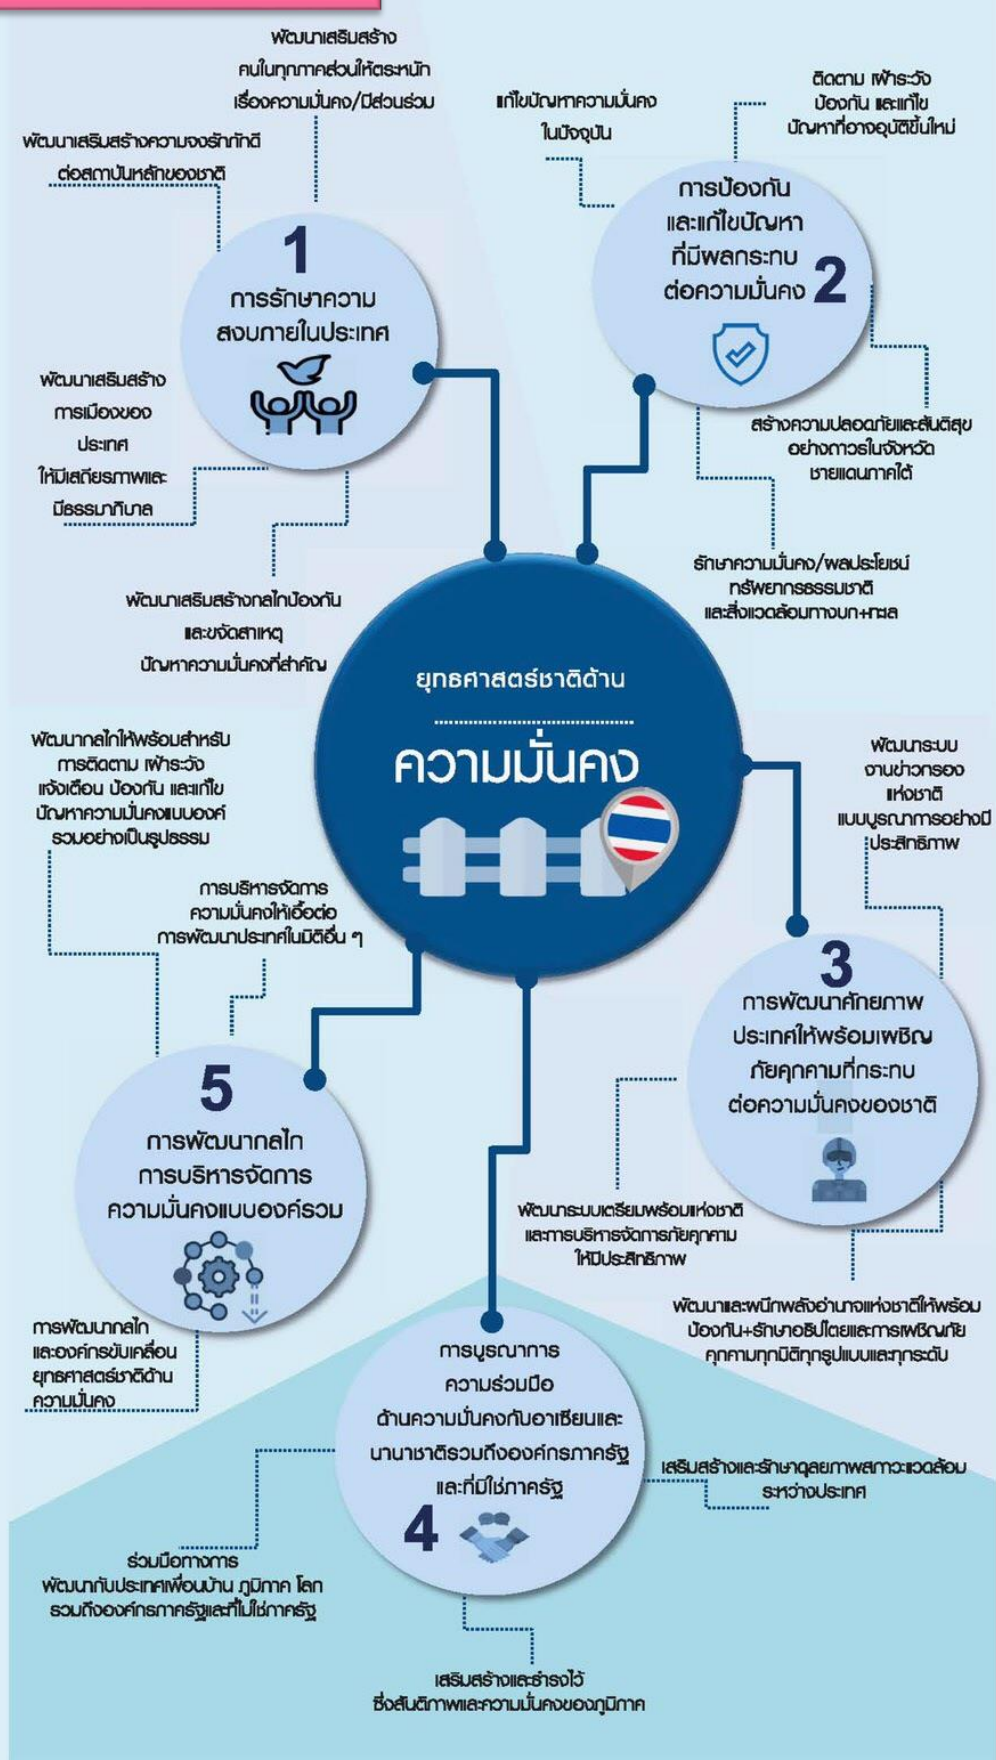 พัฒนาเสริมสร้าง
คนในทุกภาคส่วนให้ตระหนัก
เรื่องความมั่นคง/มีส่วนร่วม
พัฒนาเสริมสร้างความจงรักภักดี
ต่อสถาบันหลักของชาติ
1
การรักษาความ
สงบภายในประเทศ
พัฒนาเสริมสร้าง
การเมืองของ
ประเทศ
ให้มีเสถียรภาพและ
มีธรรมาภิบาล
พัฒนาเสริมสร้างกลไกป้องกัน
และขจัดสาเหตุ
ปัญหาความมั่นคงที่สำคัญ
แก้ไขปัญหาความมั่นคง
ในปัจจุบัน
ติดตาม เฝ้าระวัง
ป้องกัน และแก้ไข
ปัญหาที่อาจอุบัติขึ้นใหม่
การป้องกัน
และแก้ไขปัญหา
ที่มีผลกระทบ
ต่อความมั่นคง 2
สร้างความปลอดภัยและสันติสุข
อย่างถาวรในจังหวัด
ชายแดนภาคใต้
รักษาความมั่นคง/ผลประโยชน์
ทรัพยากรธรรมชาติ
และสิ่งแวดล้อมทางบก+ทะเล
ยุทธศาสตร์ชาติด้าน
ความมั่นคง
พัฒนาระบบ
งานข่าวกรอง
แห่งชาติ
แบบบูรณาการอย่างมี
ประสิทธิภาพ
3
การพัฒนาศักยภาพ
ประเทศให้พร้อมเผชิญ
ภัยคุกคามที่กระทบ
ต่อความมั่นคงของชาติ
พัฒนาระบบเตรียมพร้อมแห่งชาติ
และการบริหารจัดการภัยคุกคาม
ให้มีประสิทธิภาพ
พัฒนาและผนึกพลังอำนาจแห่งชาติให้พร้อม
ป้องกัน+รักษาอธิปไตยและการเผชิญภัย
คุกคามทุกมิติทุกรูปแบบและทุกระดับ
พัฒนากลไกให้พร้อมสำหรับ
การติดตาม เฝ้าระวัง
แจ้งเตือน ป้องกัน และแก้ไข
ปัญหาความมั่นคงแบบองค์
รวมอย่างเป็นรูปธรรม
การบริหารจัดการ
ความมั่นคงให้เอื้อต่อ
การพัฒนาประเทศในมิติอื่น ๆ
5
การพัฒนากลไก
การบริหารจัดการ
ความมั่นคงแบบองค์รวม
การพัฒนากลไก
และองค์กรขับเคลื่อน
ยุทธศาสตร์ชาติด้าน
ความมั่นคง
การบูรณาการ
ความร่วมมือ
ด้านความมั่นคงกับอาเซียนและ
นานาชาติรวมถึงองค์กรภาครัฐ
และที่มิใช่ภาครัฐ
4
เสริมสร้างและรักษาดุลยภาพสภาวะแวดล้อม
ระหว่างประเทศ
ร่วมมือทางการ
พัฒนากับประเทศเพื่อนบ้าน ภูมิภาค โลก
รวมถึงองค์กรภาครัฐและที่ไม่ใช่ภาครัฐ
เสริมสร้างและธำรงไว้
ซึ่งสันติภาพและความมั่นคงของภูมิภาค